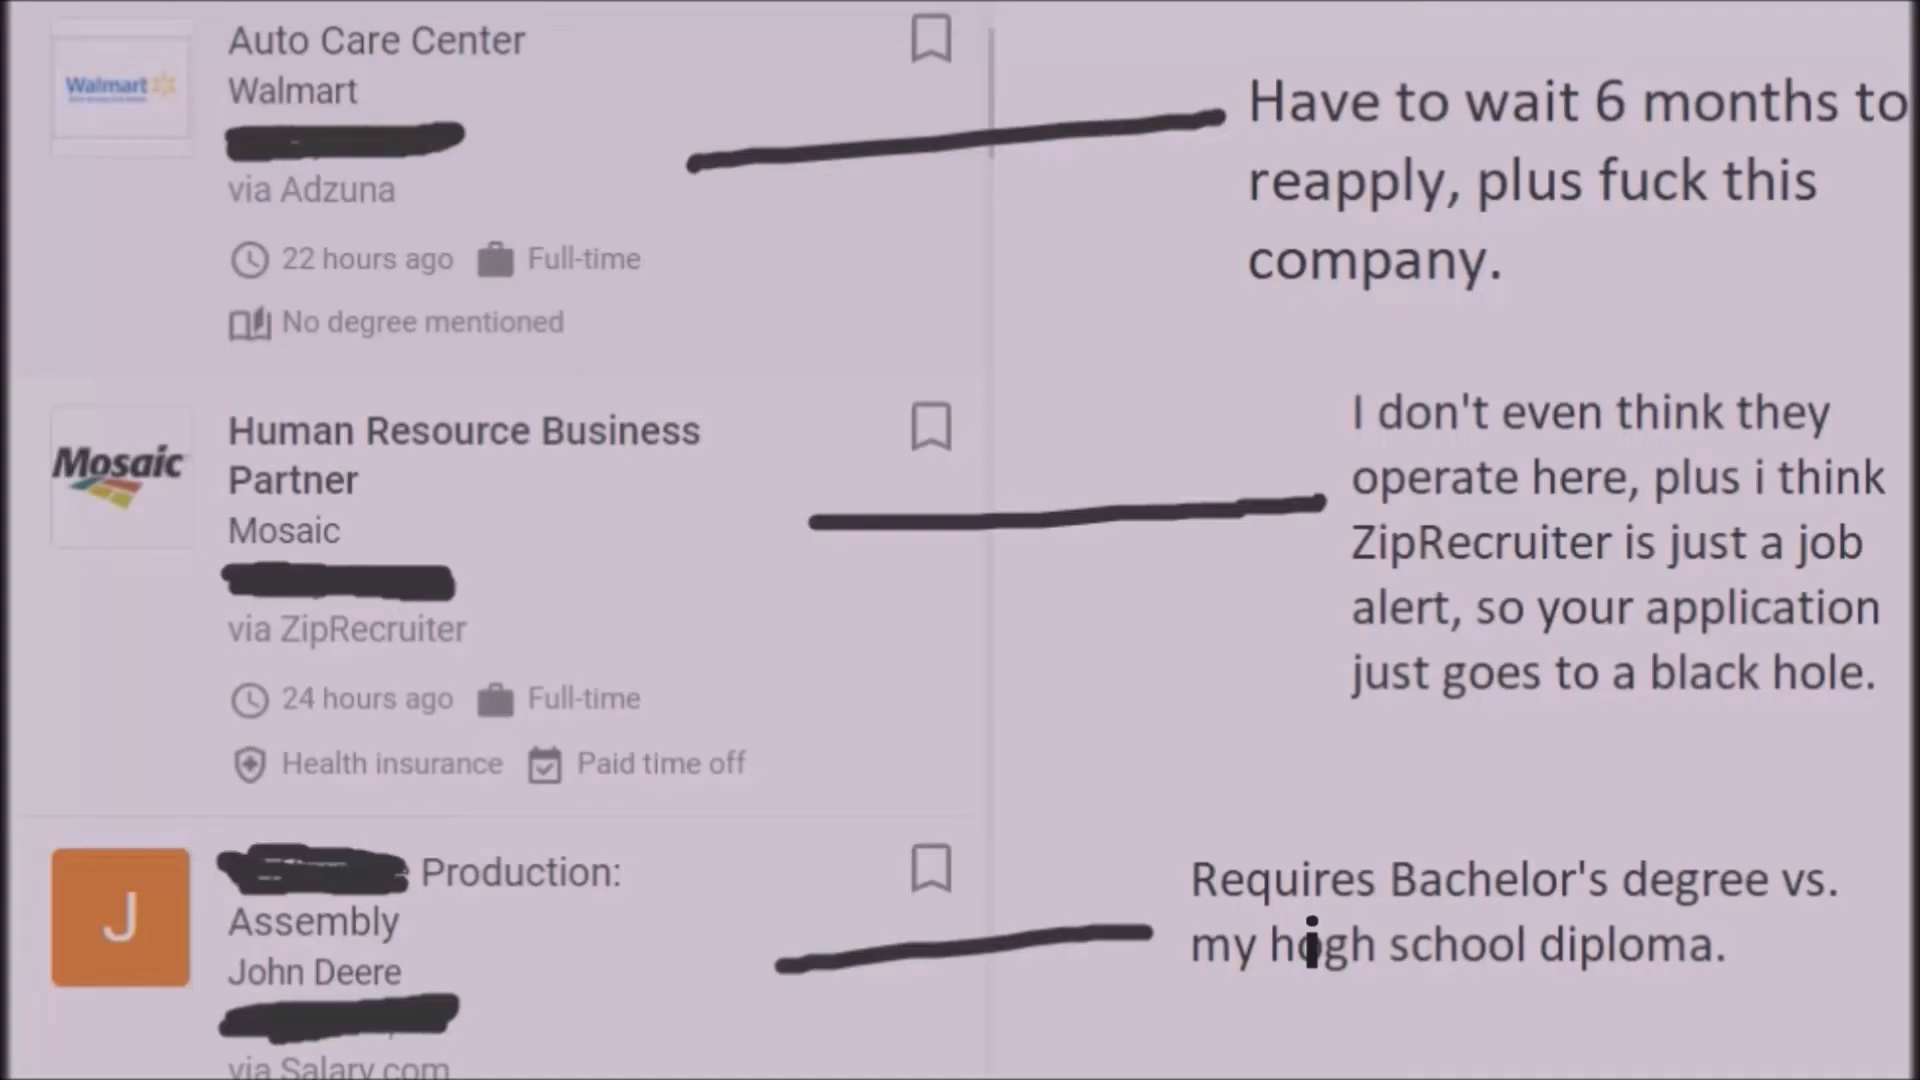 Auto Care Center
Walmart
Walmart
via Adzuna
22 hours ago Full-time
No degree mentioned
Have to wait 6 months to
reapply, plus fuck this
company.
Mosaic
Human Resource Business
Partner
Mosaic
via ZipRecruiter
24 hours ago Full-time
Health insurance Paid time off
I don't even think they
operate here, plus i think
ZipRecruiter is just a job
alert, so your application
just goes to a black hole.
J
Production:
Assembly
John Deere
via Salary.com
Requires Bachelor's degree vs.
my high school diploma.